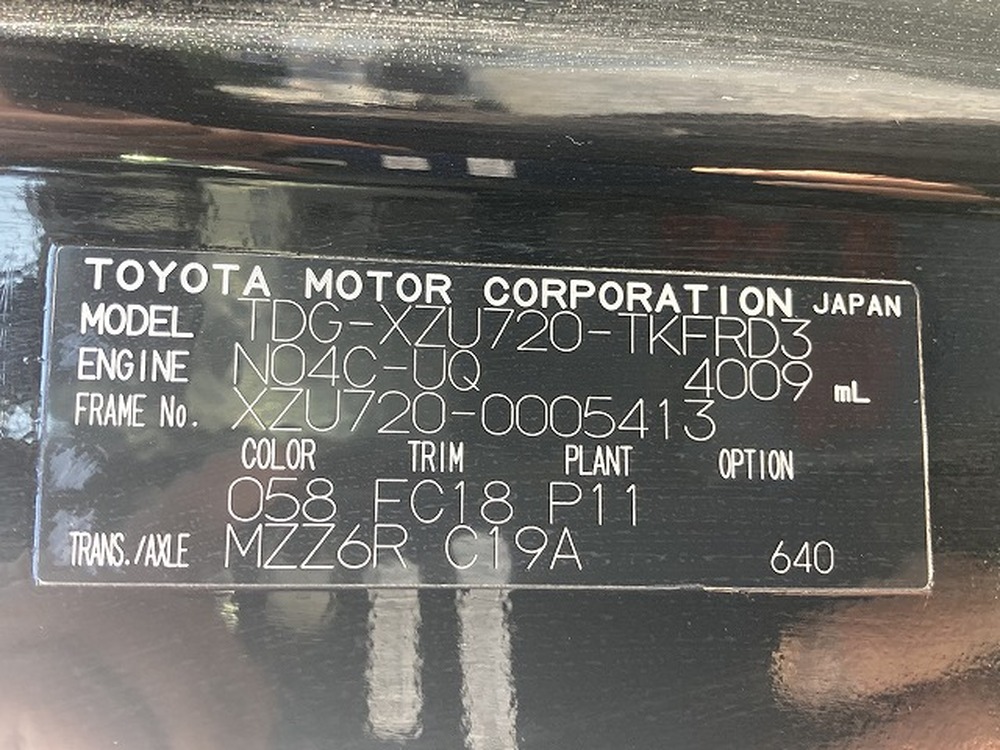 TOYOTA MOTOR CORPORATION JAPAN
MODEL TDG-XZU720-TKFRD3
ENGINE N04C-UQ 4009 mL
FRAME No. XZU720-0005413
COLOR TRIM PLANT OPTION
058 FC18 P11
TRANS./AXLE MZZ6R C19A 640